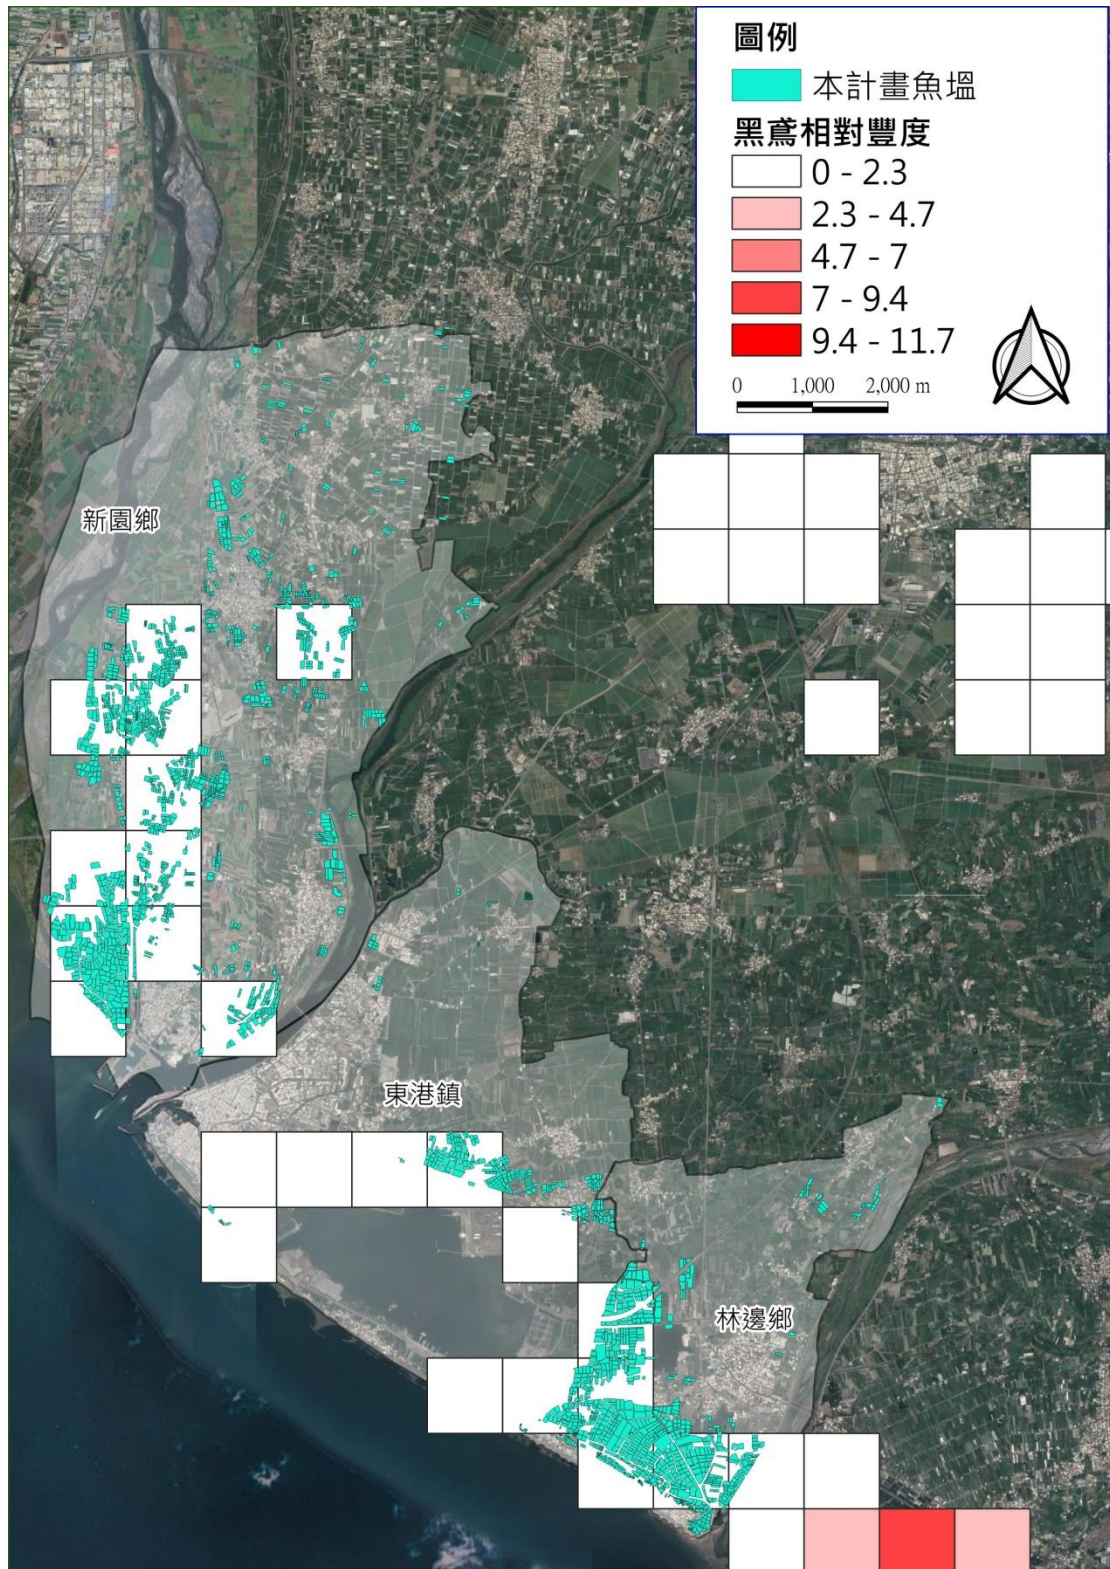 圖例
本計畫魚塭
黑鳶相對豐度
0 - 2.3
2.3 - 4.7
4.7 - 7
7 - 9.4
9.4 - 11.7
0 1,000 2,000 m
新園鄉
東港鎮
林邊鄉